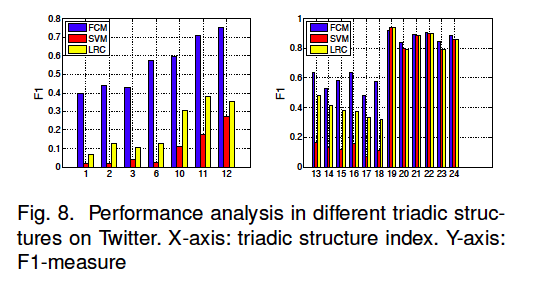 0.8
0.7
0.6
0.5
0.4
0.3
0.2
0.1
0
F1
FCM
SVM
LRC
1 2 3 6 10 11 12
1
0.8
0.6
0.4
0.2
0
F1
FCM
SVM
LRC
13 14 15 16 17 18 19 20 21 22 23 24
Fig. 8. Performance analysis in different triadic struc-
tures on Twitter. X-axis: triadic structure index. Y-axis:
F1-measure